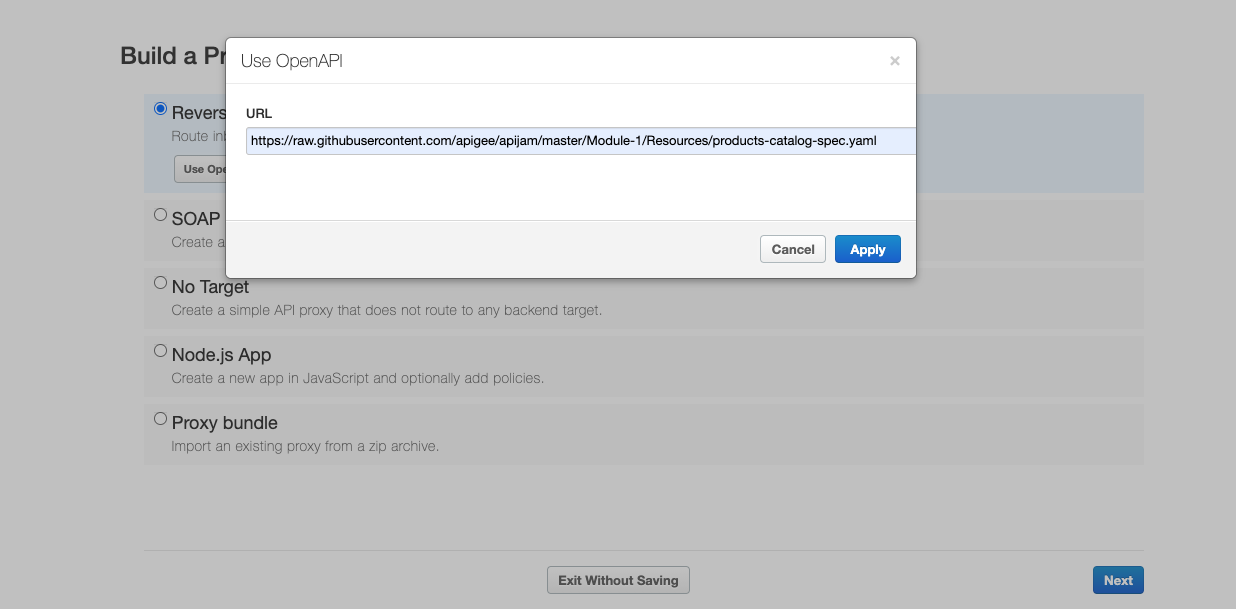 Build a Pr
Use OpenAPI
×
URL
https://raw.githubusercontent.com/apigee/apijam/master/Module-1/Resources/products-catalog-spec.yaml
Cancel
Apply
Revers
Route in
Use Ope
SOAP
Create a
No Target
Create a simple API proxy that does not route to any backend target.
Node.js App
Create a new app in JavaScript and optionally add policies.
Proxy bundle
Import an existing proxy from a zip archive.
Exit Without Saving
Next